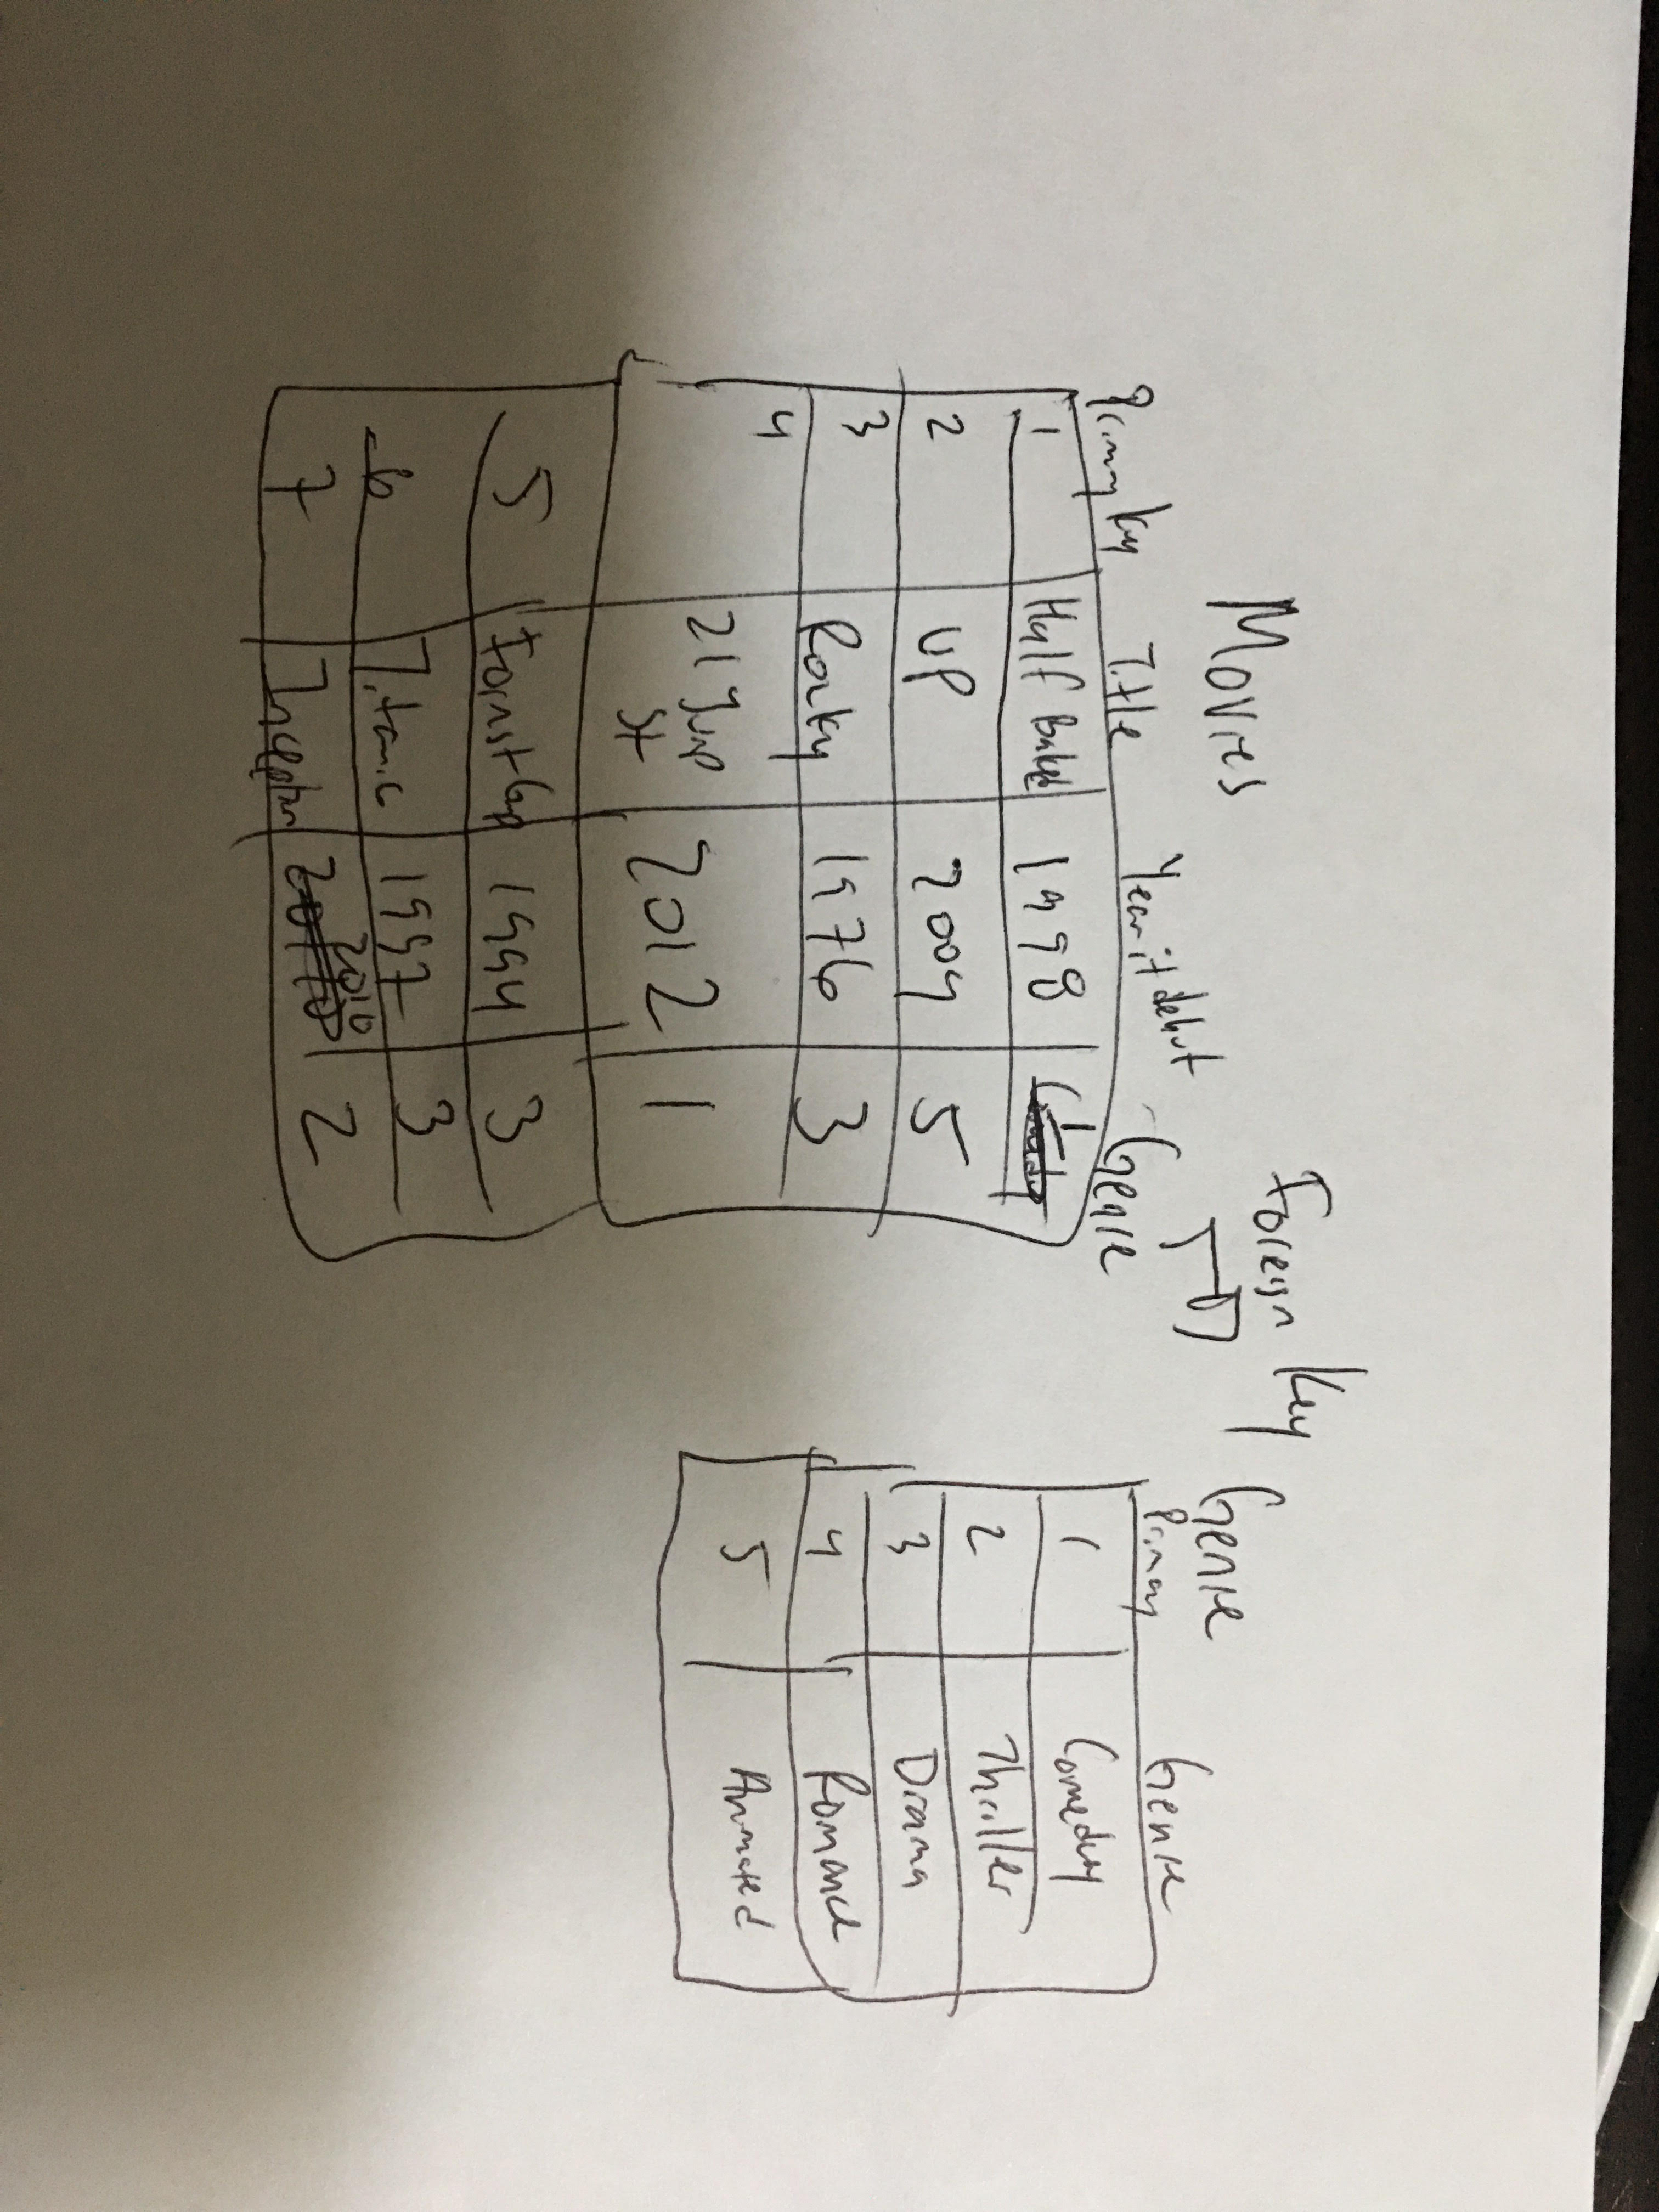 Movies
Foreign Key
Genre
Primary Key Title Year it debut Genre
1 Half Baked 1998 1
2 UP 2009 5
3 Rocky 1976 3
4 21 Jump St 2012 1
5 Forrest Gump 1994 3
6 Titanic 1997 3
7 Inception 2010 2
Primary Genre
1 Comedy
2 Thriller
3 Drama
4 Romance
5 Animated